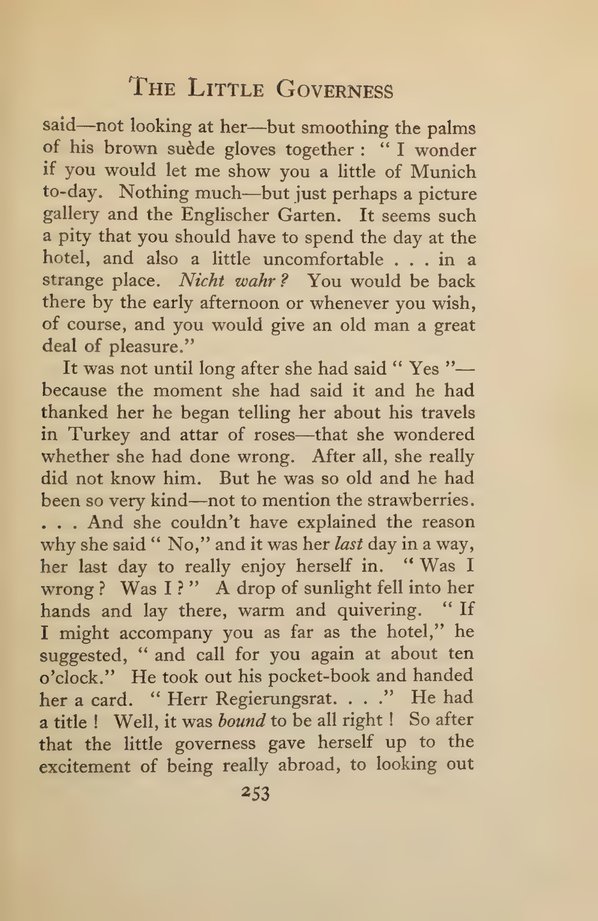 The Little Governess
said—not looking at her—but smoothing the palms
of his brown suède gloves together : “ I wonder
if you would let me show you a little of Munich
to-day. Nothing much—but just perhaps a picture
gallery and the Englischer Garten. It seems such
a pity that you should have to spend the day at the
hotel, and also a little uncomfortable . . . in a
strange place. Nicht wahr ? You would be back
there by the early afternoon or whenever you wish,
of course, and you would give an old man a great
deal of pleasure.”
It was not until long after she had said “ Yes ”—
because the moment she had said it and he had
thanked her he began telling her about his travels
in Turkey and attar of roses—that she wondered
whether she had done wrong. After all, she really
did not know him. But he was so old and he had
been so very kind—not to mention the strawberries.
. . . And she couldn’t have explained the reason
why she said “ No,” and it was her last day in a way,
her last day to really enjoy herself in. “ Was I
wrong ? Was I ? ” A drop of sunlight fell into her
hands and lay there, warm and quivering. “ If
I might accompany you as far as the hotel,” he
suggested, “ and call for you again at about ten
o’clock.” He took out his pocket-book and handed
her a card. “ Herr Regierungsrat. . . .” He had
a title ! Well, it was bound to be all right ! So after
that the little governess gave herself up to the
excitement of being really abroad, to looking out
253